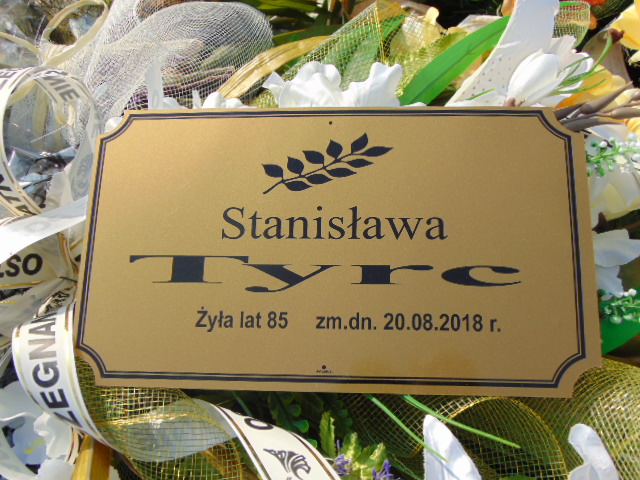 Stanisława
Tyrc
Żyła lat 85 zm.dn. 20.08.2018 r.